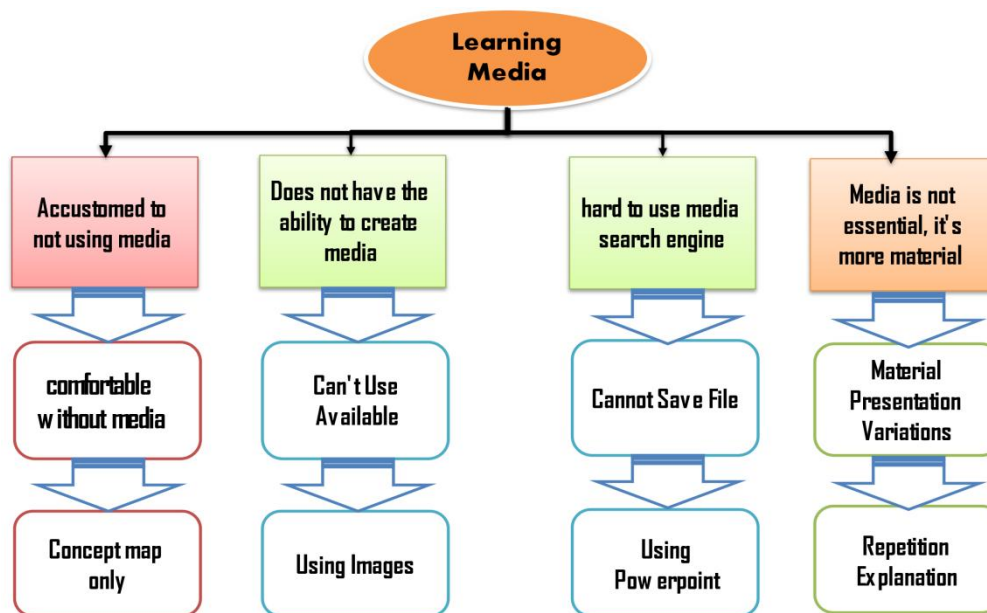 Learning
Media
Accustomed to
not using media
Does not have the
ability to create
media
hard to use media
search engine
Media is not
essential, it's
more material
comfortable
without media
Can't Use
Available
Cannot Save File
Material
Presentation
Variations
Concept map
only
Using Images
Using
Powerpoint
Repetition
Explanation